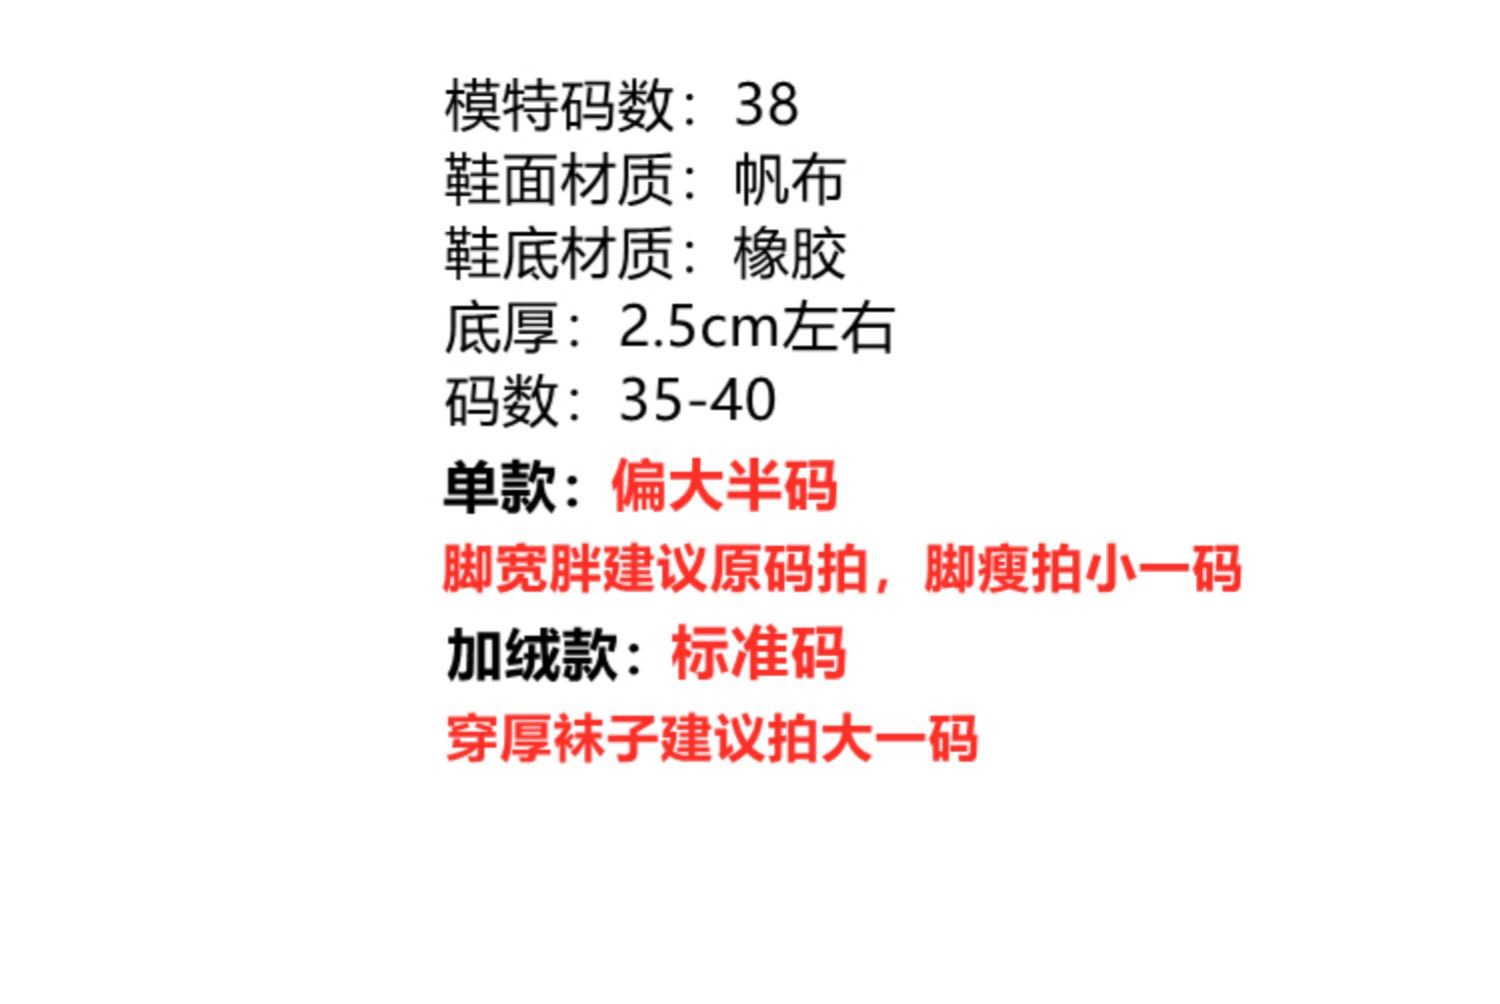 模特码数：38
鞋面材质：帆布
鞋底材质：橡胶
底厚：2.5cm左右
码数：35-40
单款：偏大半码
脚宽胖建议原码拍，脚瘦拍小一码
加绒款：标准码
穿厚袜子建议拍大一码